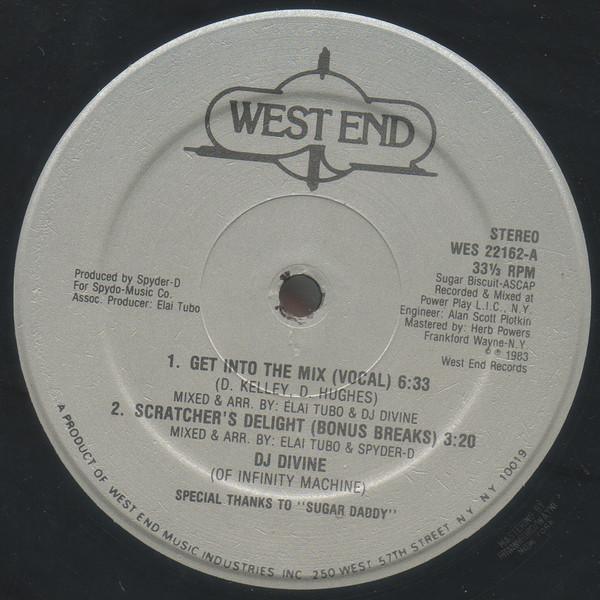 WEST END
STEREO
WES 22162-A
33⅓ RPM
Sugar Biscuit-ASCAP
Recorded & Mixed at
Power Play L.I.C., N.Y.
Engineer: Alan Scott Plotkin
Mastered by: Herb Powers
Frankford Wayne-N.Y.
℗ © 1983
West End Records
Produced by Spyder-D
For Spydo-Music Co.
Assoc. Producer: Elai Tubo
1. GET INTO THE MIX (VOCAL) 6:33
(D. KELLEY, D. HUGHES)
MIXED & ARR. BY: ELAI TUBO & DJ DIVINE
2. SCRATCHER'S DELIGHT (BONUS BREAKS) 3:20
MIXED & ARR. BY: ELAI TUBO & SPYDER-D
DJ DIVINE
(OF INFINITY MACHINE)
SPECIAL THANKS TO "SUGAR DADDY"
A PRODUCT OF WEST END MUSIC INDUSTRIES, INC. 250 WEST 57TH STREET, NY, NY 10019